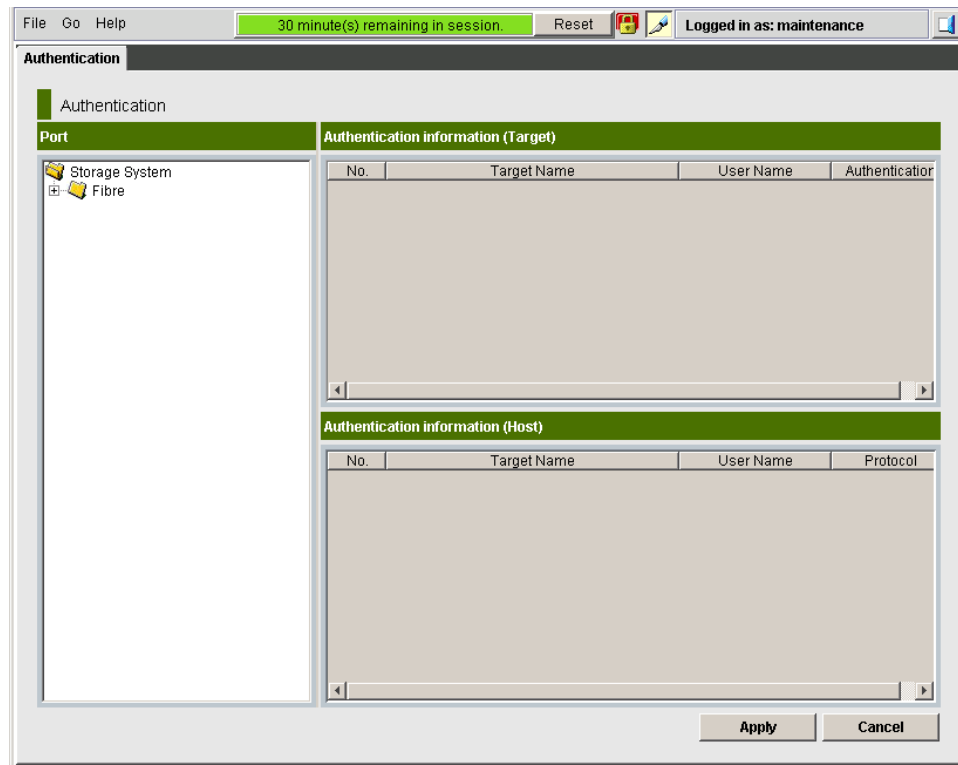 File Go Help 30 minute(s) remaining in session. Reset Logged in as: maintenance
Authentication
Authentication
Port Authentication information (Target)
Storage System
Fibre
No. Target Name User Name Authentication
Authentication information (Host)
No. Target Name User Name Protocol
Apply Cancel